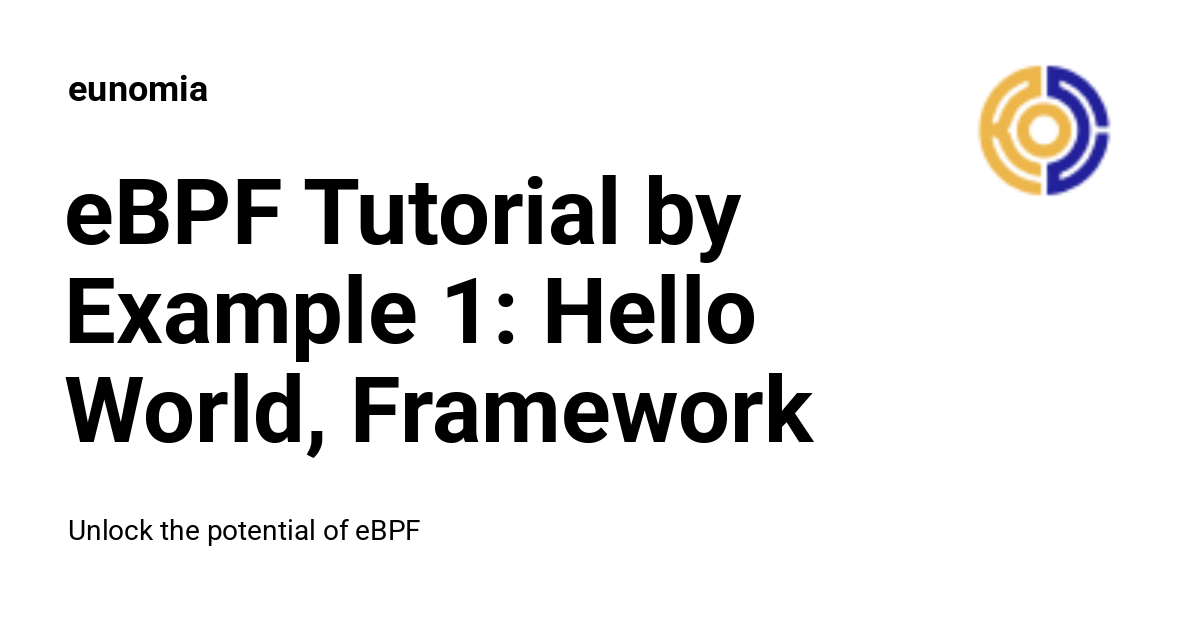 eunomia
eBPF Tutorial by
Example 1: Hello
World, Framework
Unlock the potential of eBPF